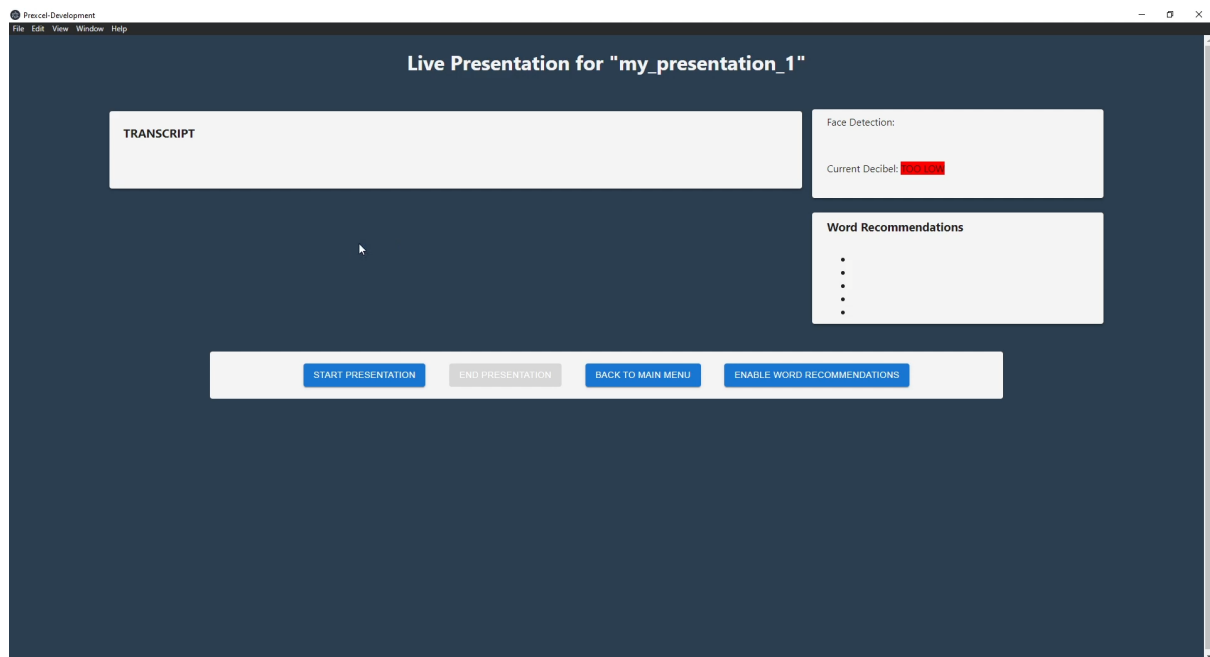 Prexcel-Development
File Edit View Window Help
Live Presentation for "my_presentation_1"
TRANSCRIPT
Face Detection:
Current Decibel: TOO LOW
Word Recommendations
START PRESENTATION
END PRESENTATION
BACK TO MAIN MENU
ENABLE WORD RECOMMENDATIONS